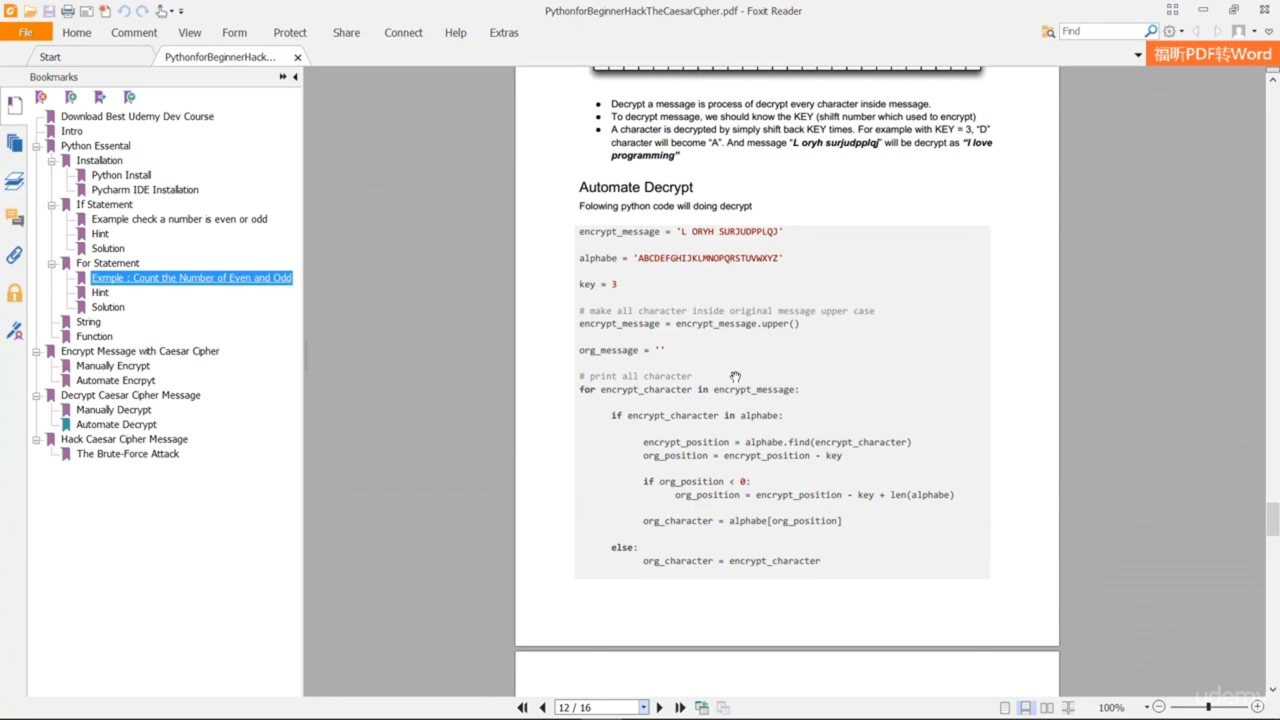 PythonforBeginnerHackTheCaesarCipher.pdf - Foxit Reader
File Home Comment View Form Protect Share Connect Help Extras
Find
Start
PythonforBeginnerHack...
福昕PDF转Word
Bookmarks
Download Best Udemy Dev Course
Intro
Python Essental
Installation
Python Install
Pycharm IDE Installation
If Statement
Example check a number is even or odd
Hint
Solution
For Statement
Exmple : Count the Number of Even and Odd
Hint
Solution
String
Function
Encrypt Message with Caesar Cipher
Manually Encrypt
Automate Enrcpyt
Decrypt Caesar Cipher Message
Manually Decrypt
Automate Decrypt
Hack Caesar Cipher Message
The Brute-Force Attack
● Decrypt a message is process of decrypt every character inside message.
● To decrypt message, we should know the KEY (shiift number which used to encrypt)
● A character is decrypted by simply shift back KEY times. For example with KEY = 3, “D”
character will become “A”. And message “L oryh surjudpplqj” will be decrypt as “I love
programming”
Automate Decrypt
Folowing python code will doing decrypt
encrypt_message = 'L ORYH SURJUDPPLQJ'
alphabe = 'ABCDEFGHIJKLMNOPQRSTUVWXYZ'
key = 3
# make all character inside original message upper case
encrypt_message = encrypt_message.upper()
org_message = ''
# print all character
for encrypt_character in encrypt_message:
if encrypt_character in alphabe:
encrypt_position = alphabe.find(encrypt_character)
org_position = encrypt_position - key
if org_position < 0:
org_position = encrypt_position - key + len(alphabe)
org_character = alphabe[org_position]
else:
org_character = encrypt_character
12 / 16
100%
udemy